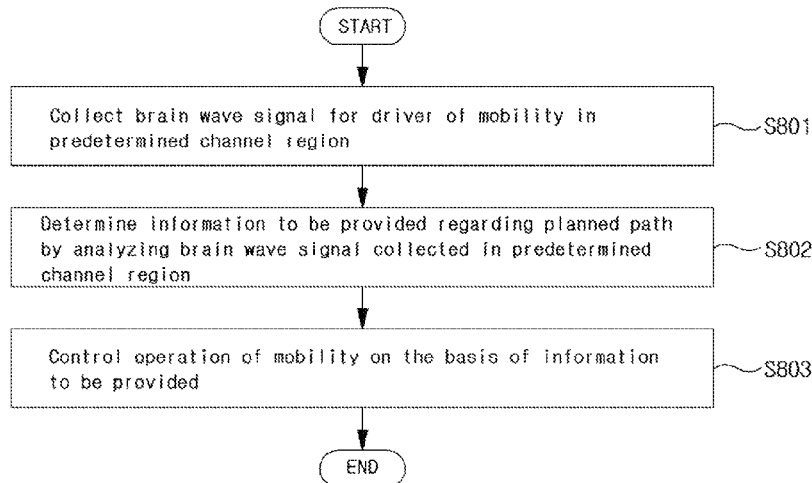 START
Collect brain wave signal for driver of mobility in
predetermined channel region
S801
Determine information to be provided regarding planned path
by analyzing brain wave signal collected in predetermined
channel region
S802
Control operation of mobility on the basis of information
to be provided
S803
END